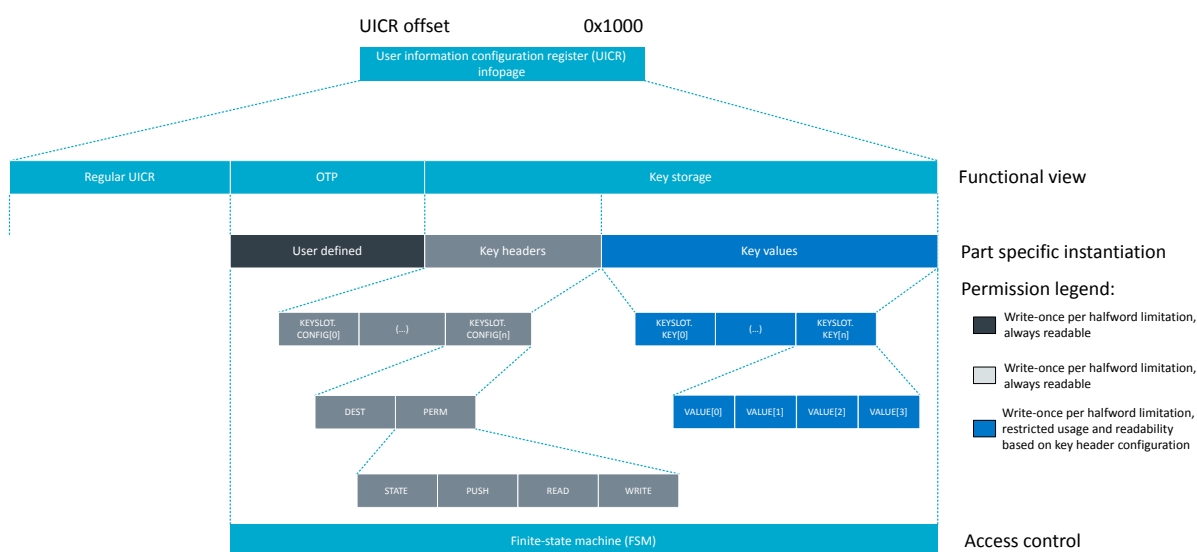 UICR offset 0x1000
User information configuration register (UICR)
infopage
Regular UICR OTP Key storage Functional view
User defined Key headers Key values Part specific instantiation
Permission legend:
KEYSLOT. CONFIG[0] (...) KEYSLOT. CONFIG[n] KEYSLOT. KEY[0] (...) KEYSLOT. KEY[n]
Write-once per halfword limitation,
always readable
Write-once per halfword limitation,
always readable
DEST PERM VALUE[0] VALUE[1] VALUE[2] VALUE[3]
Write-once per halfword limitation,
restricted usage and readability
based on key header configuration
STATE PUSH READ WRITE
Finite-state machine (FSM) Access control